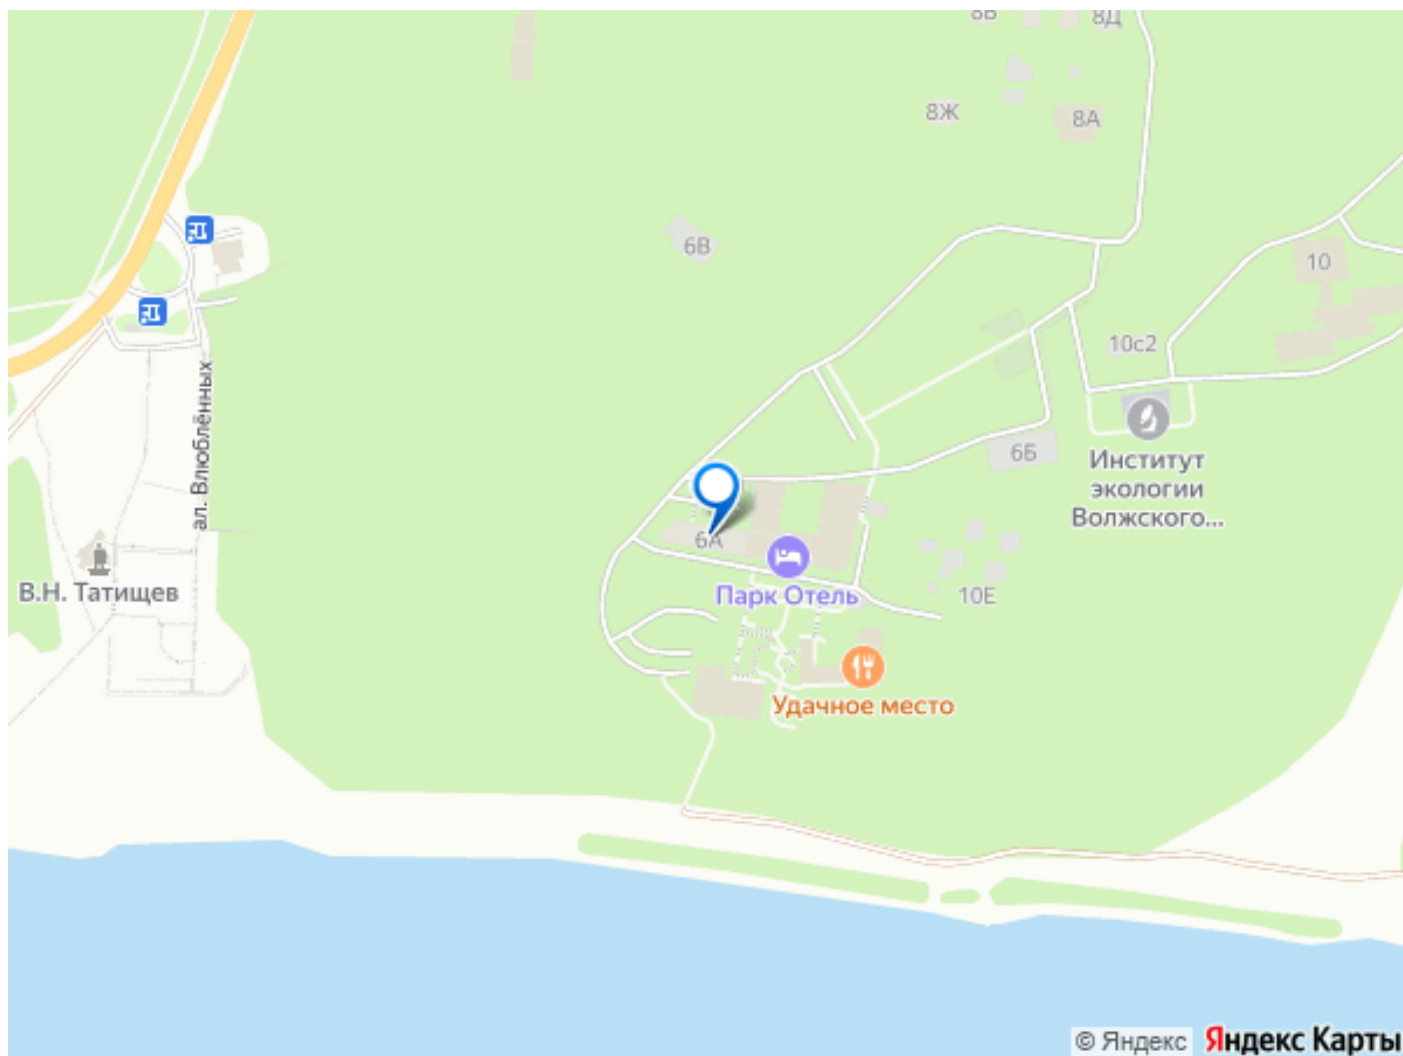 8В
8Д
8Ж
8А
6В
10
10с2
ал. Влюблённых
6Б
Институт
экологии
Волжского...
6А
В.Н. Татищев
Парк Отель
10Е
Удачное место
© Яндекс Яндекс Карты